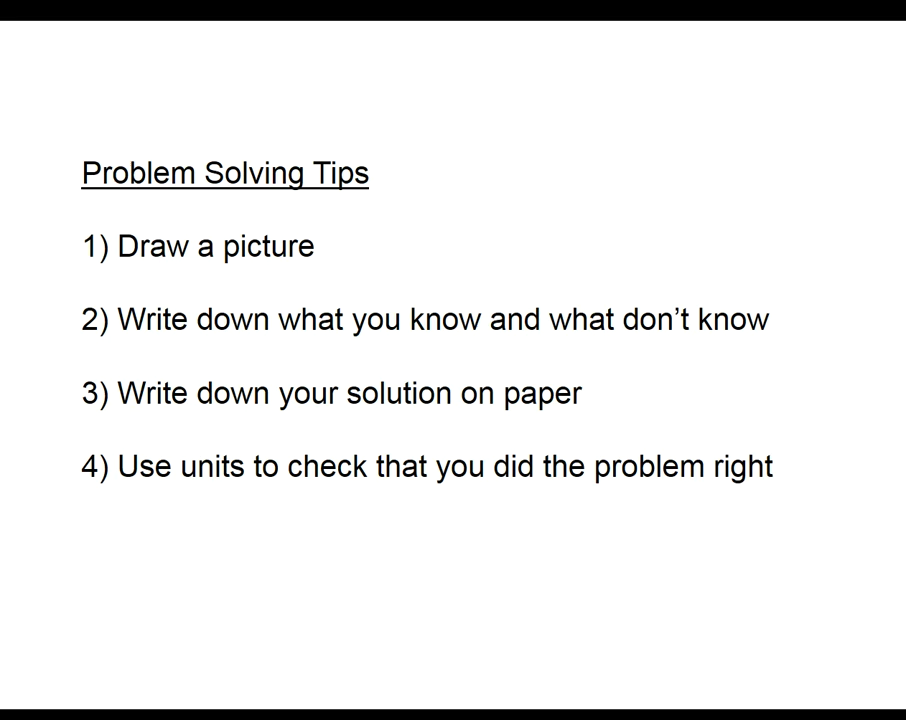 Problem Solving Tips
1) Draw a picture
2) Write down what you know and what don’t know
3) Write down your solution on paper
4) Use units to check that you did the problem right